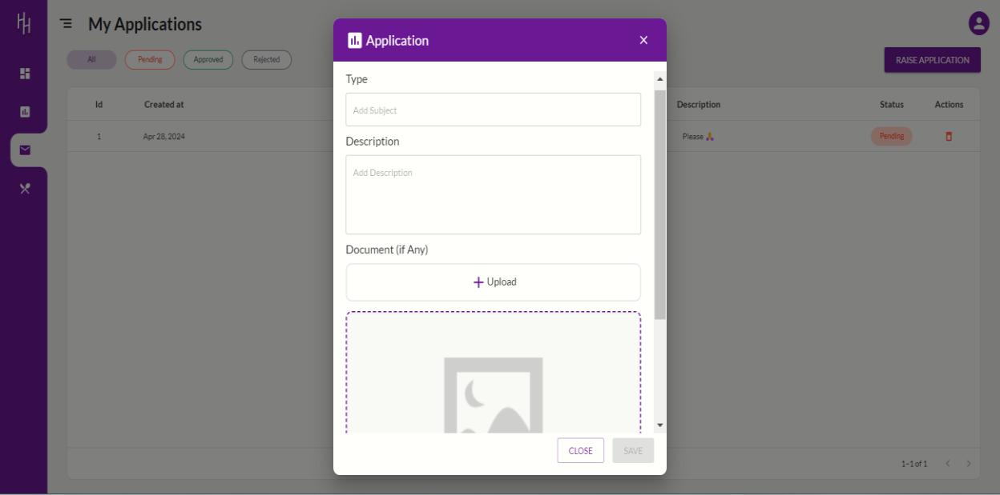 HH
My Applications
All
Pending
Approved
Rejected
RAISE APPLICATION
Id
Created at
Description
Status
Actions
1
Apr 28, 2024
Please 🙏
Pending
1–1 of 1
Application
Type
Add Subject
Description
Add Description
Document (if Any)
Upload
CLOSE
SAVE